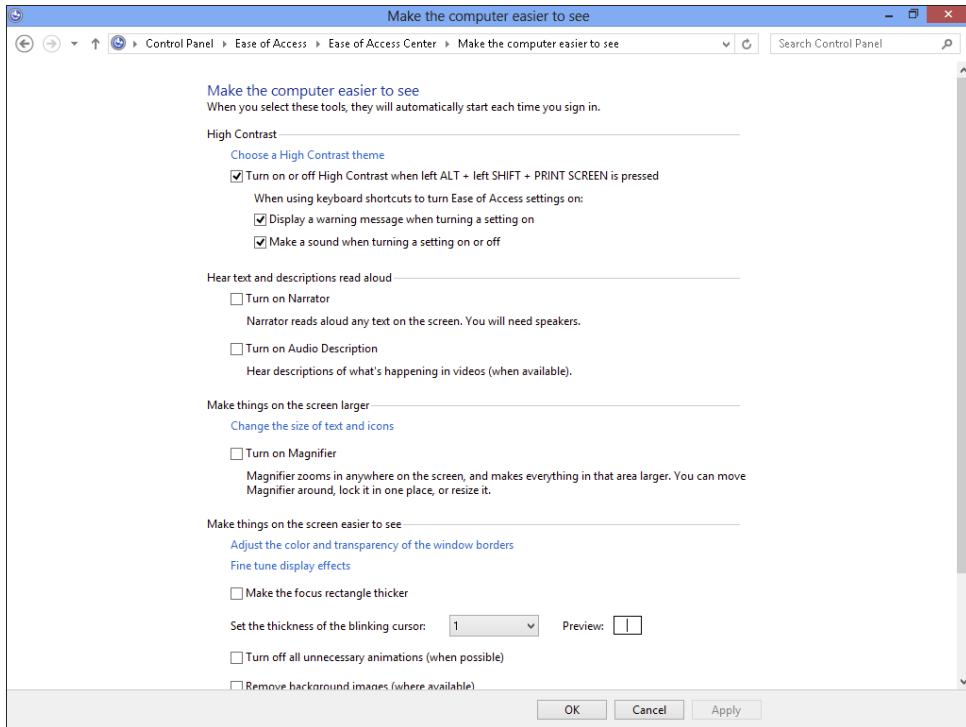 Make the computer easier to see
Control Panel Ease of Access Ease of Access Center Make the computer easier to see
Search Control Panel
Make the computer easier to see
When you select these tools, they will automatically start each time you sign in.
High Contrast
Choose a High Contrast theme
Turn on or off High Contrast when left ALT + left SHIFT + PRINT SCREEN is pressed
When using keyboard shortcuts to turn Ease of Access settings on:
Display a warning message when turning a setting on
Make a sound when turning a setting on or off
Hear text and descriptions read aloud
Turn on Narrator
Narrator reads aloud any text on the screen. You will need speakers.
Turn on Audio Description
Hear descriptions of what's happening in videos (when available).
Make things on the screen larger
Change the size of text and icons
Turn on Magnifier
Magnifier zooms in anywhere on the screen, and makes everything in that area larger. You can move
Magnifier around, lock it in one place, or resize it.
Make things on the screen easier to see
Adjust the color and transparency of the window borders
Fine tune display effects
Make the focus rectangle thicker
Set the thickness of the blinking cursor: 1 Preview:
Turn off all unnecessary animations (when possible)
Remove background images (where available)
OK Cancel Apply